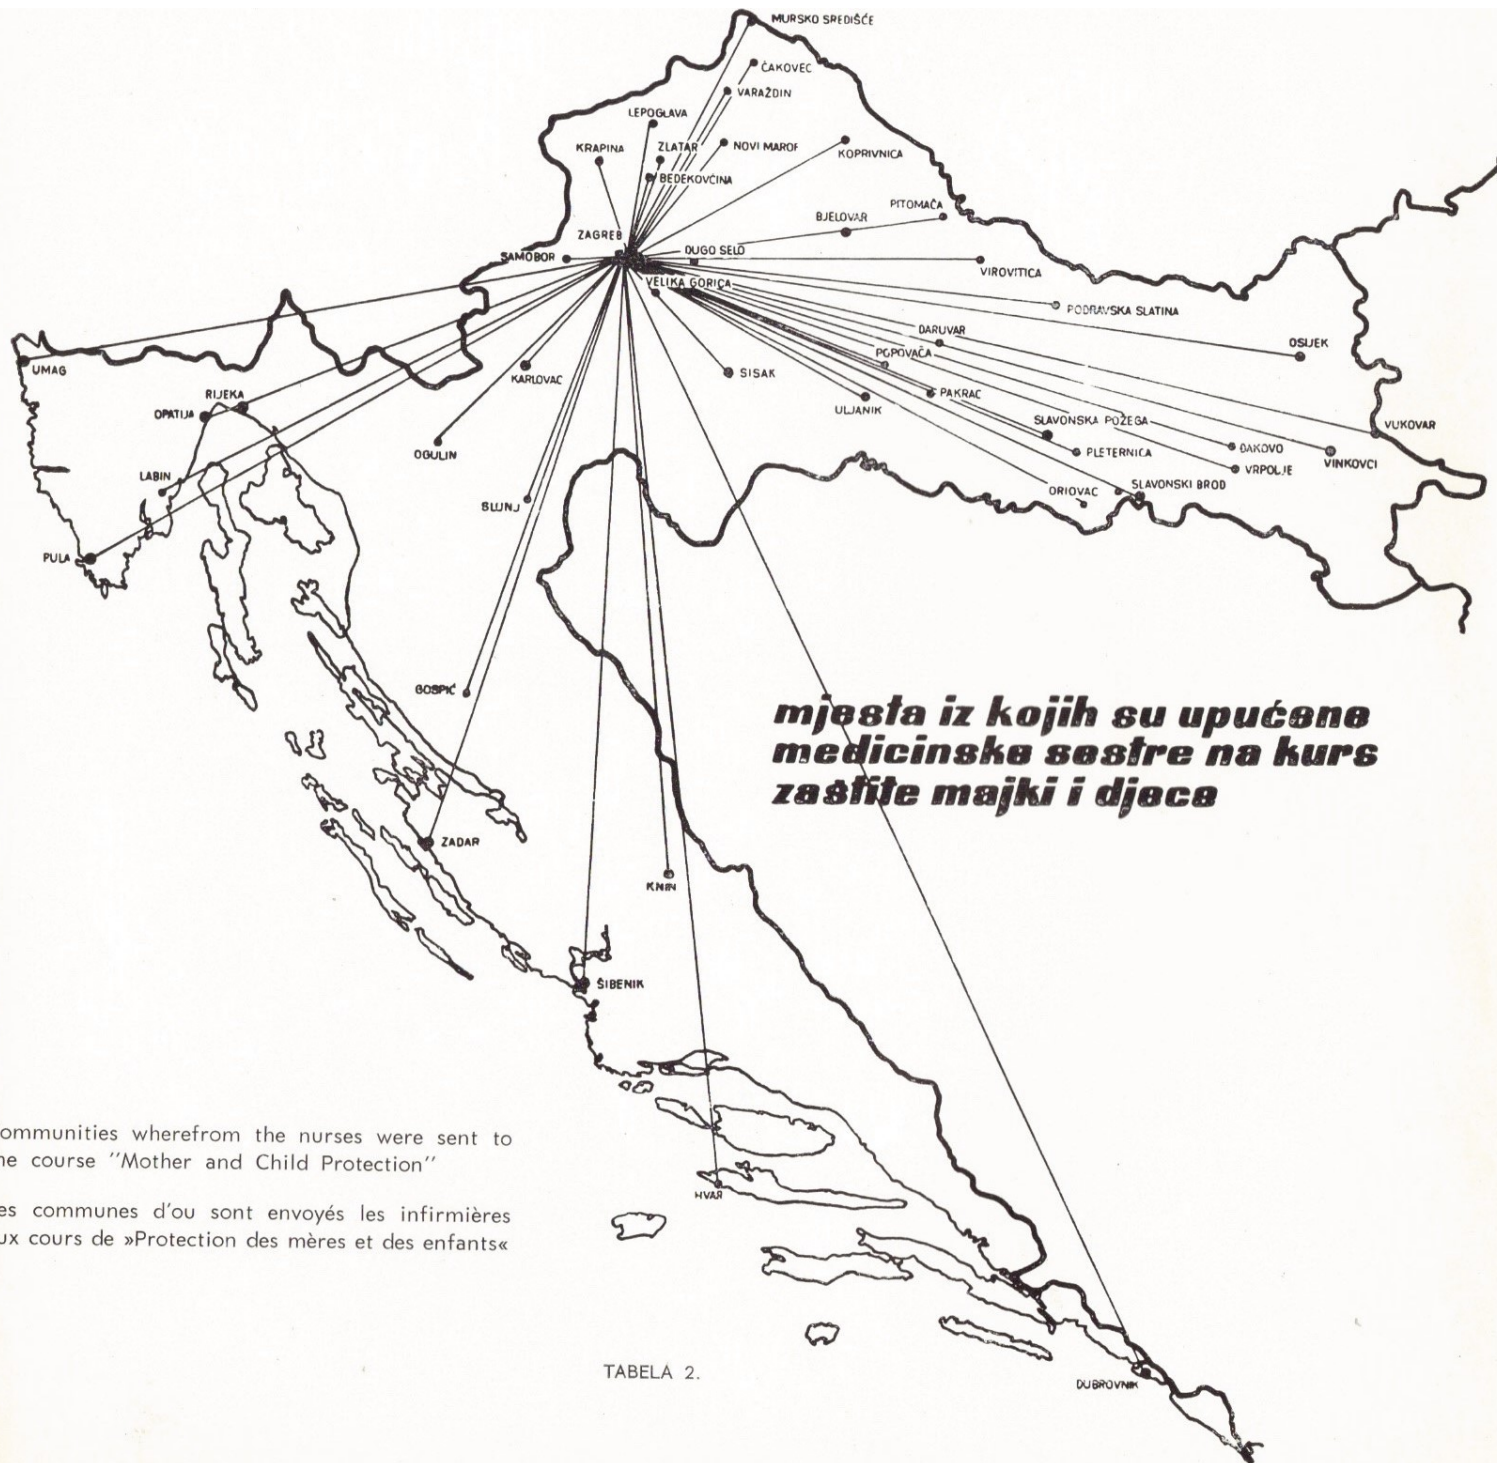 MURSKO SREDIŠĆE
ČAKOVEC
VARAŽDIN
LEPOGLAVA
KRAPINA
ZLATAR
NOVI MAROF
KOPRIVNICA
BEDEKOVČINA
PITOMAČA
BJELOVAR
ZAGREB
SAMOBOR
DUGO SELO
VIROVITICA
VELIKA GORICA
PODRAVSKA SLATINA
DARUVAR
OSIJEK
UMAG
POPOVAČA
KARLOVAC
SISAK
RIJEKA
OPATIJA
PAKRAC
ULJANIK
SLAVONSKA POŽEGA
VUKOVAR
OGULIN
PLETERNICA
ĐAKOVO
VINKOVCI
VRPOLJE
LABIN
SLAVONSKI BROD
ORIOVAC
SLUNJ
PULA
GOSPIĆ
mjesta iz kojih su upućene
medicinske sestre na kurs
zaštite majki i djece
ZADAR
KNIN
ŠIBENIK
ommunities wherefrom the nurses were sent to
ne course "Mother and Child Protection"
HVAR
es communes d'ou sont envoyés les infirmières
ux cours de »Protection des mères et des enfants«
TABELA 2.
DUBROVNIK